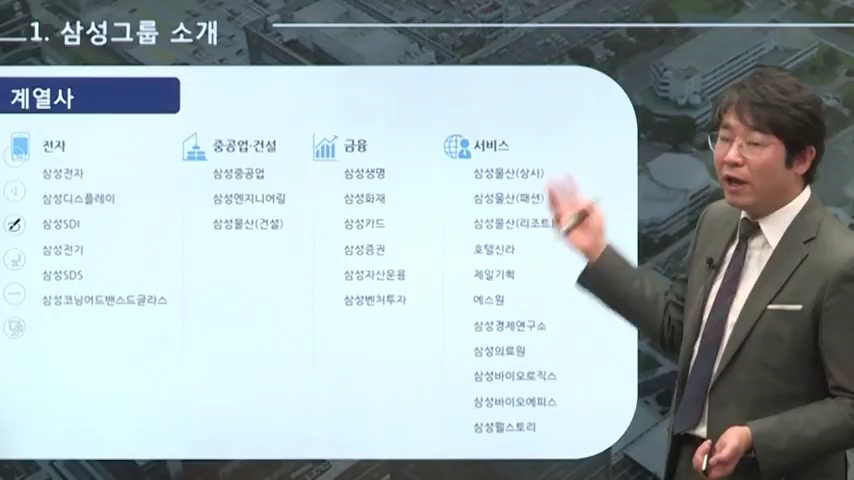 1. 삼성그룹 소개
계열사
전자
삼성전자
삼성디스플레이
삼성SDI
삼성전기
삼성SDS
삼성코닝어드밴스드글라스
중공업·건설
삼성중공업
삼성엔지니어링
삼성물산(건설)
금융
삼성생명
삼성화재
삼성카드
삼성증권
삼성자산운용
삼성벤처투자
서비스
삼성물산(상사)
삼성물산(패션)
삼성물산(리조트)
호텔신라
제일기획
에스원
삼성경제연구소
삼성의료원
삼성바이오로직스
삼성바이오에피스
삼성웰스토리